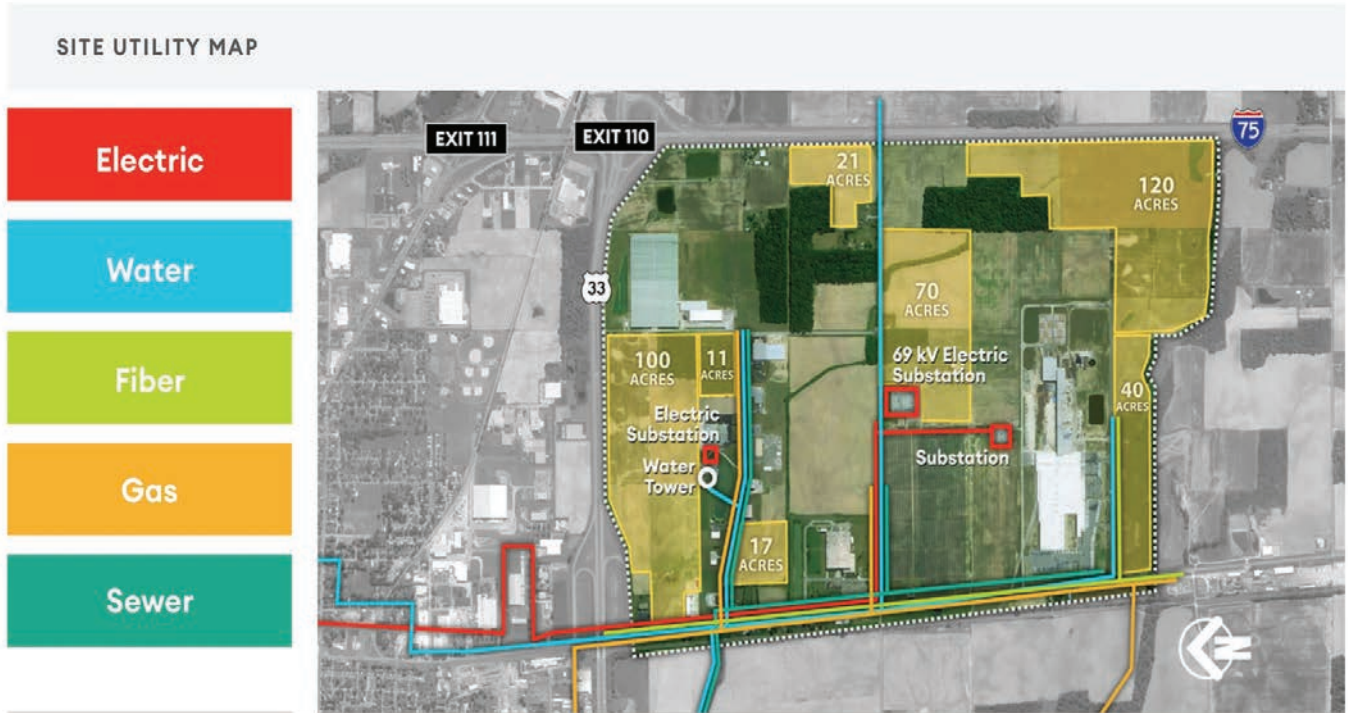 SITE UTILITY MAP
Electric
Water
Fiber
Gas
Sewer
EXIT 111
EXIT 110
75
33
21
ACRES
120
ACRES
70
ACRES
100
ACRES
11
ACRES
69 kV Electric
Substation
40
ACRES
Electric
Substation
Water
Tower
Substation
17
ACRES
N